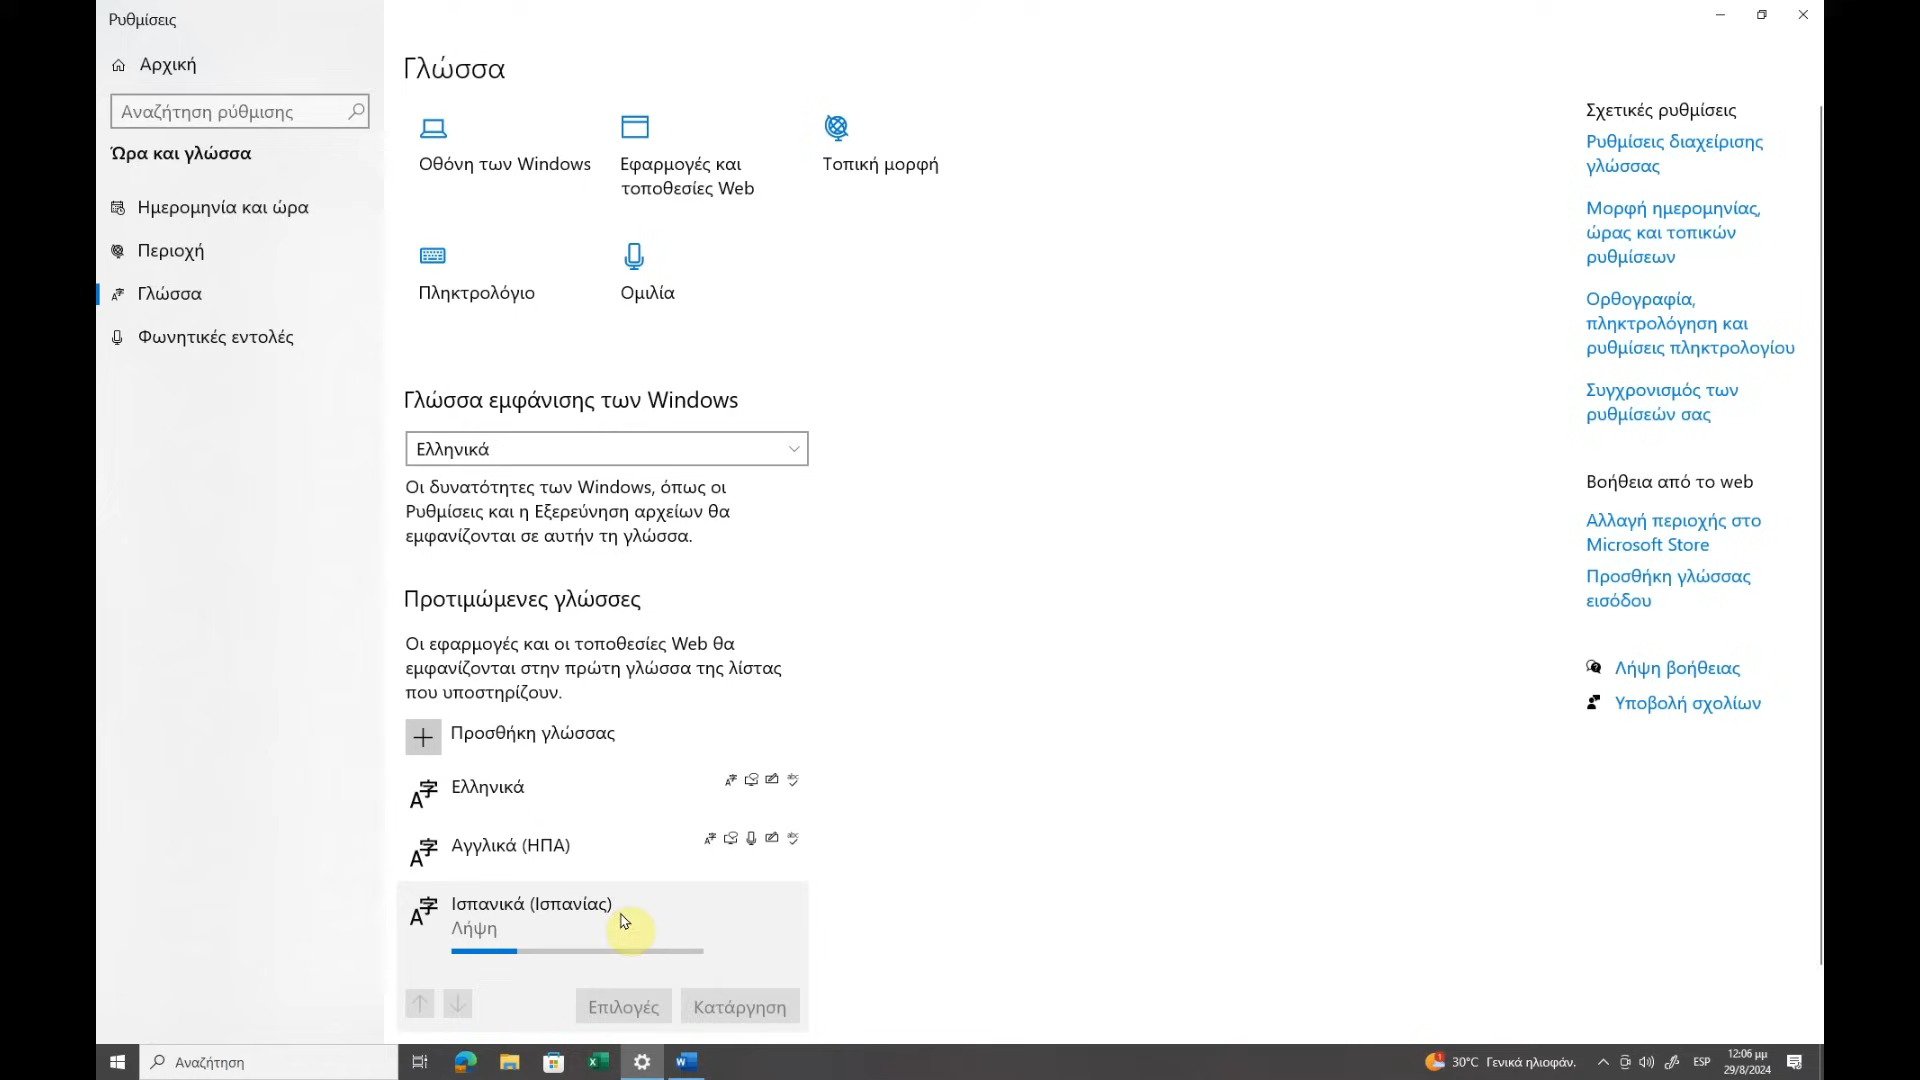 Ρυθμίσεις
Αρχική
Αναζήτηση ρύθμισης
Ώρα και γλώσσα
Ημερομηνία και ώρα
Περιοχή
Γλώσσα
Φωνητικές εντολές
Γλώσσα
Οθόνη των Windows
Εφαρμογές και
τοποθεσίες Web
Τοπική μορφή
Πληκτρολόγιο
Ομιλία
Γλώσσα εμφάνισης των Windows
Ελληνικά
Οι δυνατότητες των Windows, όπως οι
Ρυθμίσεις και η Εξερεύνηση αρχείων θα
εμφανίζονται σε αυτήν τη γλώσσα.
Προτιμώμενες γλώσσες
Οι εφαρμογές και οι τοποθεσίες Web θα
εμφανίζονται στην πρώτη γλώσσα της λίστας
που υποστηρίζουν.
Προσθήκη γλώσσας
Ελληνικά
Αγγλικά (ΗΠΑ)
Ισπανικά (Ισπανίας)
Λήψη
Επιλογές
Κατάργηση
Σχετικές ρυθμίσεις
Ρυθμίσεις διαχείρισης
γλώσσας
Μορφή ημερομηνίας,
ώρας και τοπικών
ρυθμίσεων
Ορθογραφία,
πληκτρολόγηση και
ρυθμίσεις πληκτρολογίου
Συγχρονισμός των
ρυθμίσεών σας
Βοήθεια από το web
Αλλαγή περιοχής στο
Microsoft Store
Προσθήκη γλώσσας
εισόδου
Λήψη βοήθειας
Υποβολή σχολίων
Αναζήτηση
30°C Γενικά ηλιοφάν.
ESP
12:06 μμ
29/8/2024